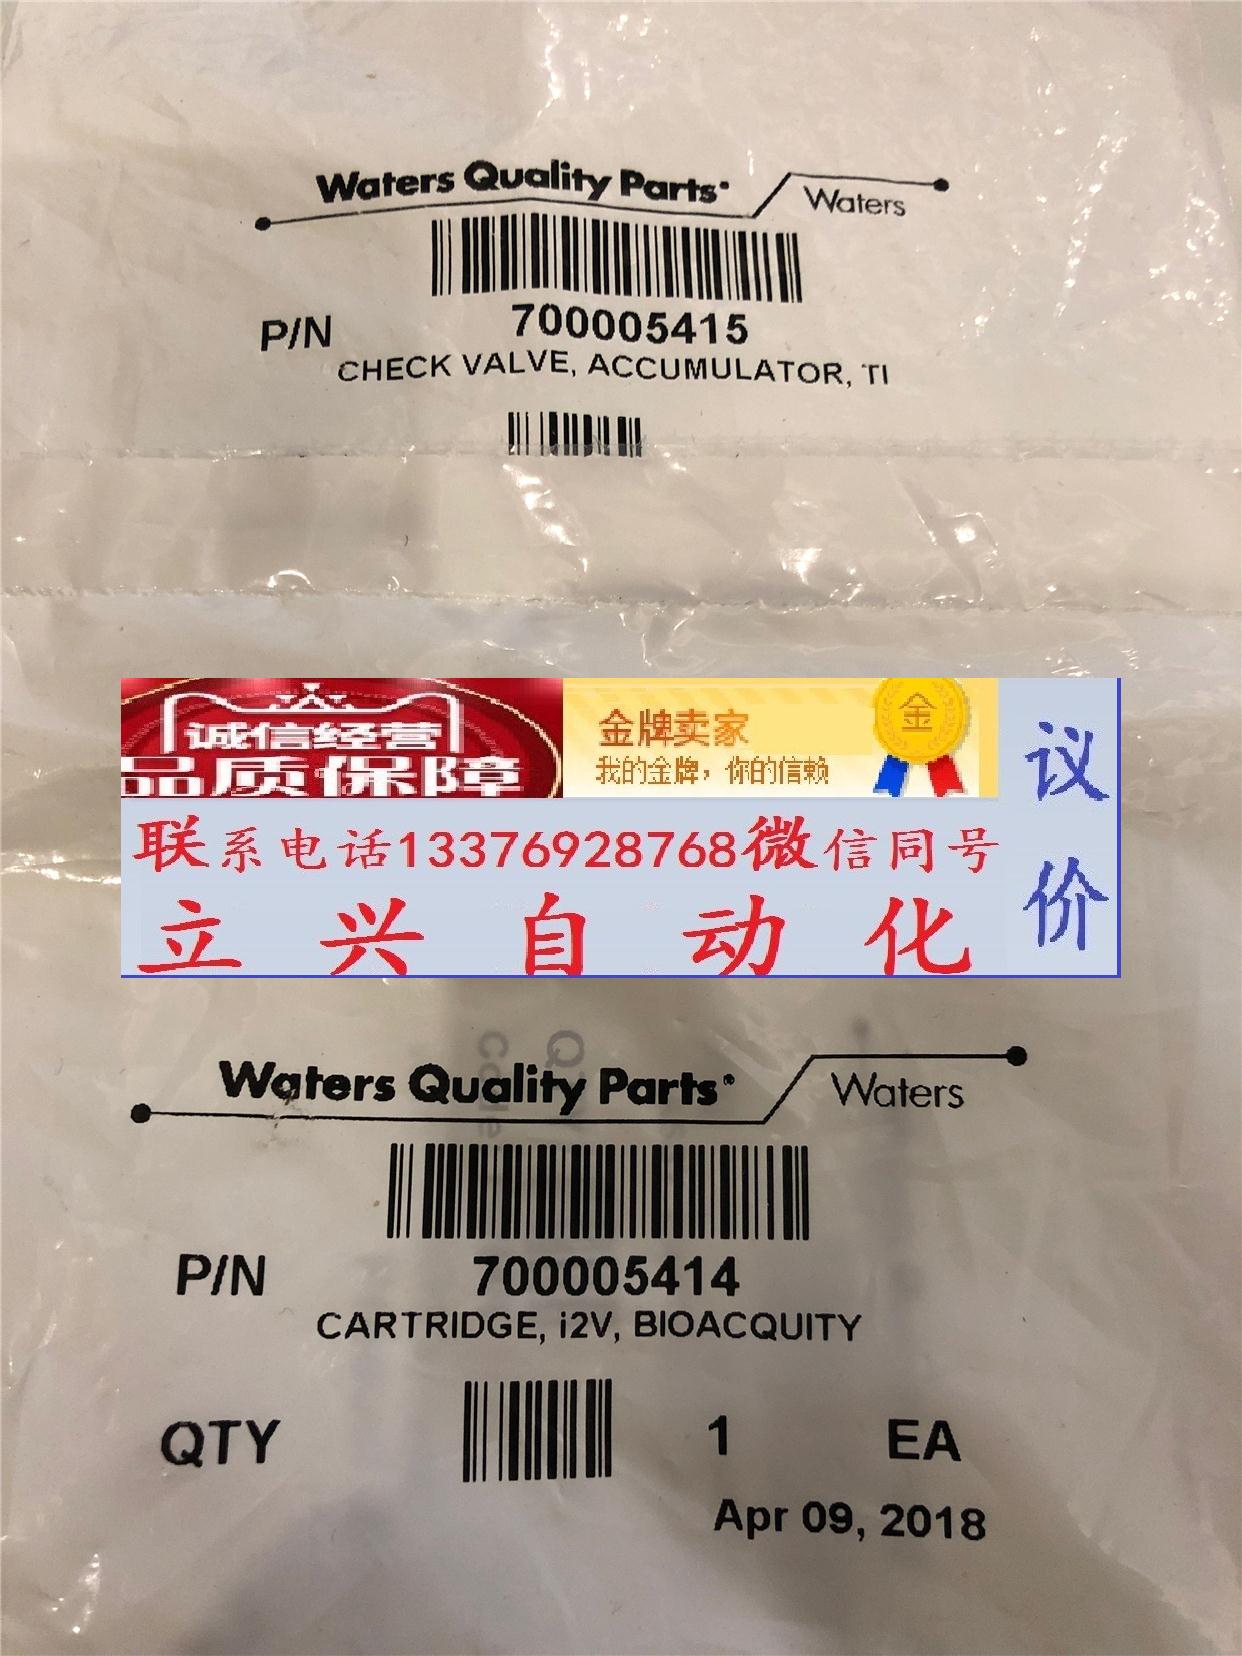 Waters Quality Parts
Waters
P/N
700005415
CHECK VALVE, ACCUMULATOR, TI
诚信经营
品质保障
金牌卖家
我的金牌，你的信赖
金
议价
联系电话13376928768微信同号
立兴自动化
Waters Quality Parts
Waters
P/N
700005414
CARTRIDGE, i2V, BIOACQUITY
QTY
1
EA
Apr 09, 2018